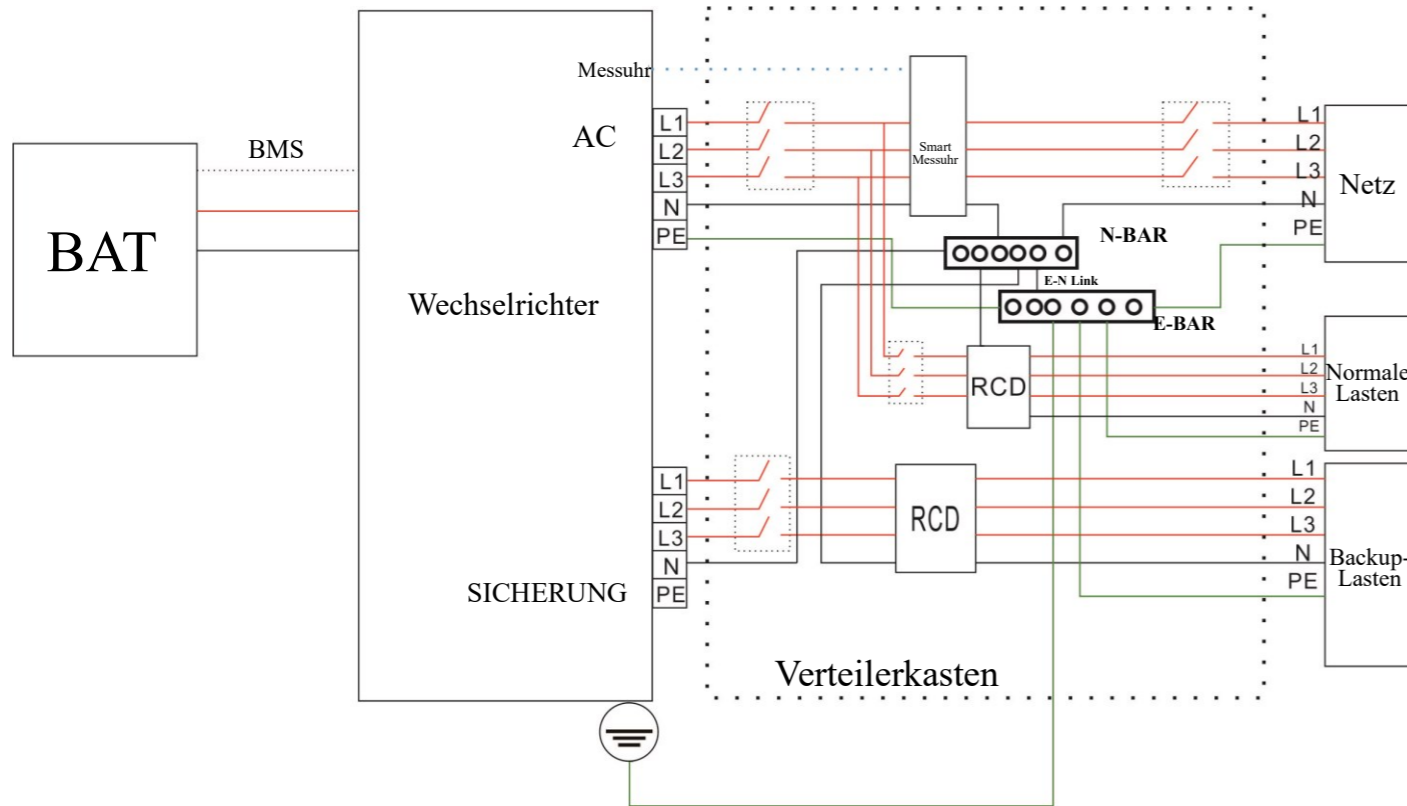 Messuhr
AC
L1
L2
L3
N
PE
BMS
BAT
Wechselrichter
Smart
Messuhr
L1
L2
L3
N
PE
Netz
N-BAR
E-N Link
E-BAR
RCD
L1
L2
L3
N
PE
Normale
Lasten
L1
L2
L3
N
PE
SICHERUNG
RCD
L1
L2
L3
N
PE
Backup-
Lasten
Verteilerkasten